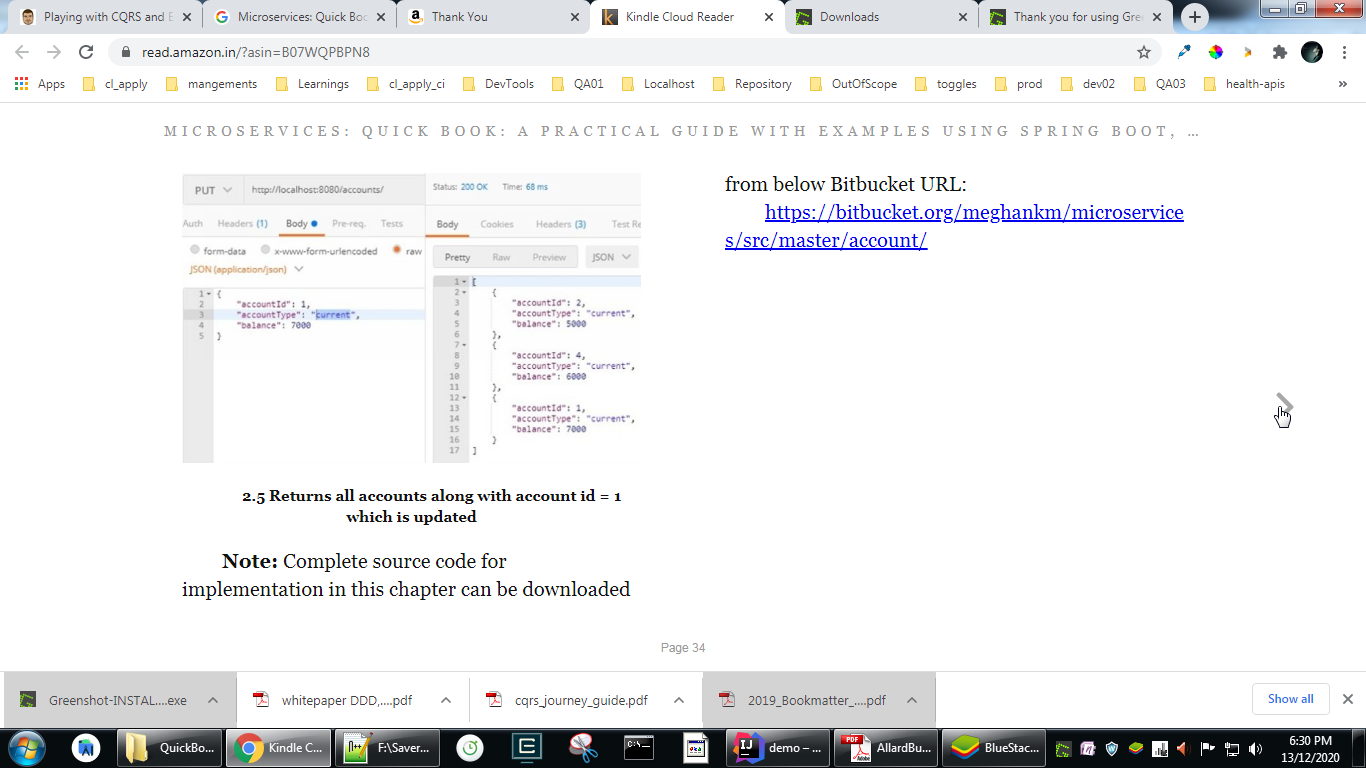 Playing with CQRS and E
Microservices: Quick Boo
Thank You
Kindle Cloud Reader
Downloads
Thank you for using Gre
read.amazon.in/?asin=B07WQPBPN8
Apps
cl_apply
mangements
Learnings
cl_apply_ci
DevTools
QA01
Localhost
Repository
OutOfScope
toggles
prod
dev02
QA03
health-apis
»
MICROSERVICES: QUICK BOOK: A PRACTICAL GUIDE WITH EXAMPLES USING SPRING BOOT, ...
PUT http://localhost:8080/accounts/
Auth Headers (1) Body Pre-req. Tests
form-data x-www-form-urlencoded raw
JSON (application/json)
1 {
2 "accountId": 1,
3 "accountType": "current",
4 "balance": 7000
5 }
Status: 200 OK Time: 68 ms
Body Cookies Headers (3) Test Re
Pretty Raw Preview JSON
1 [
2 {
3 "accountId": 2,
4 "accountType": "current",
5 "balance": 5000
6 },
7 {
8 "accountId": 4,
9 "accountType": "current",
10 "balance": 6000
11 },
12 {
13 "accountId": 1,
14 "accountType": "current",
15 "balance": 7000
16 }
17 ]
2.5 Returns all accounts along with account id = 1
which is updated
Note: Complete source code for
implementation in this chapter can be downloaded
from below Bitbucket URL:
https://bitbucket.org/meghankm/microservice
s/src/master/account/
Page 34
Greenshot-INSTAL....exe
whitepaper DDD,....pdf
cqrs_journey_guide.pdf
2019_Bookmatter_....pdf
Show all
QuickBo...
Kindle C...
F:\Saver...
demo – ...
AllardBu...
BlueStac...
6:30 PM
13/12/2020